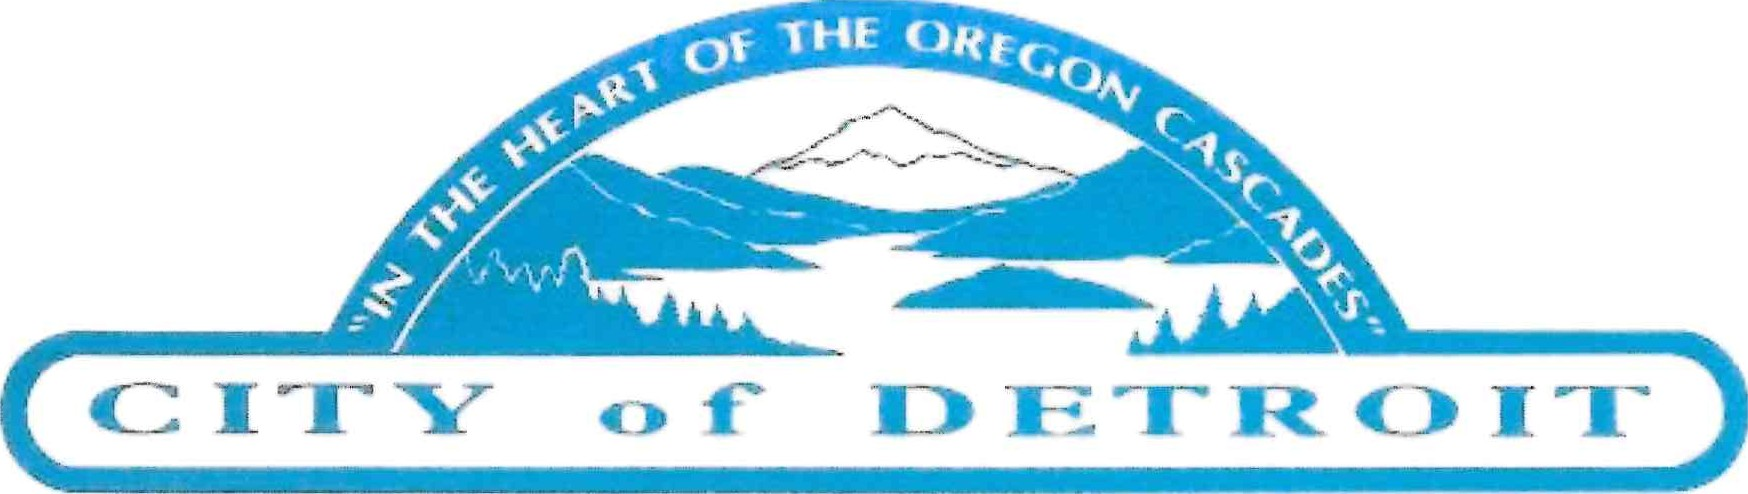 "IN THE HEART OF THE OREGON CASCADES"
CITY of DETROIT